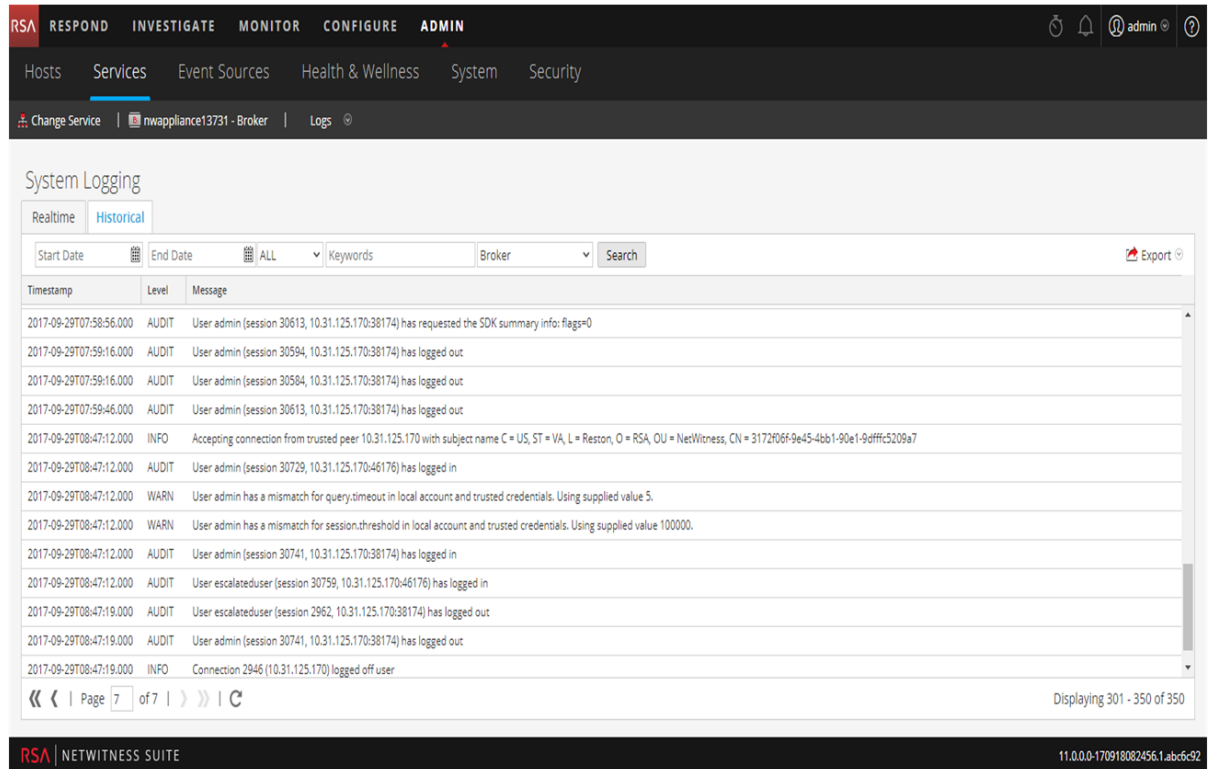 RSA RESPOND INVESTIGATE MONITOR CONFIGURE ADMIN admin
Hosts Services Event Sources Health & Wellness System Security
Change Service | nwappliance13731 - Broker | Logs
System Logging
Realtime Historical
Start Date End Date ALL Keywords Broker Search Export
Timestamp Level Message
2017-09-29T07:58:56.000 AUDIT User admin (session 30613, 10.31.125.170:38174) has requested the SDK summary info: flags=0
2017-09-29T07:59:16.000 AUDIT User admin (session 30594, 10.31.125.170:38174) has logged out
2017-09-29T07:59:16.000 AUDIT User admin (session 30584, 10.31.125.170:38174) has logged out
2017-09-29T07:59:46.000 AUDIT User admin (session 30613, 10.31.125.170:38174) has logged out
2017-09-29T08:47:12.000 INFO Accepting connection from trusted peer 10.31.125.170 with subject name C = US, ST = VA, L = Reston, O = RSA, OU = NetWitness, CN = 3172f06f-9e45-4bb1-90e1-9dfffc5209a7
2017-09-29T08:47:12.000 AUDIT User admin (session 30729, 10.31.125.170:46176) has logged in
2017-09-29T08:47:12.000 WARN User admin has a mismatch for query.timeout in local account and trusted credentials. Using supplied value 5.
2017-09-29T08:47:12.000 WARN User admin has a mismatch for session.threshold in local account and trusted credentials. Using supplied value 100000.
2017-09-29T08:47:12.000 AUDIT User admin (session 30741, 10.31.125.170:38174) has logged in
2017-09-29T08:47:12.000 AUDIT User escalateduser (session 30759, 10.31.125.170:46176) has logged in
2017-09-29T08:47:19.000 AUDIT User escalateduser (session 2962, 10.31.125.170:38174) has logged out
2017-09-29T08:47:19.000 AUDIT User admin (session 30741, 10.31.125.170:38174) has logged out
2017-09-29T08:47:19.000 INFO Connection 2946 (10.31.125.170) logged off user
| Page 7 of 7 | | Displaying 301 - 350 of 350
RSA | NETWITNESS SUITE 11.0.0.0-170918082456.1.abc6c92